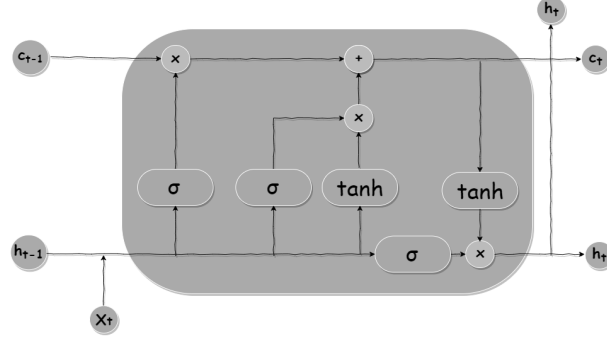 hₜ
cₜ₋₁ × + cₜ
×
σ σ tanh tanh
hₜ₋₁ σ × hₜ
Xₜ